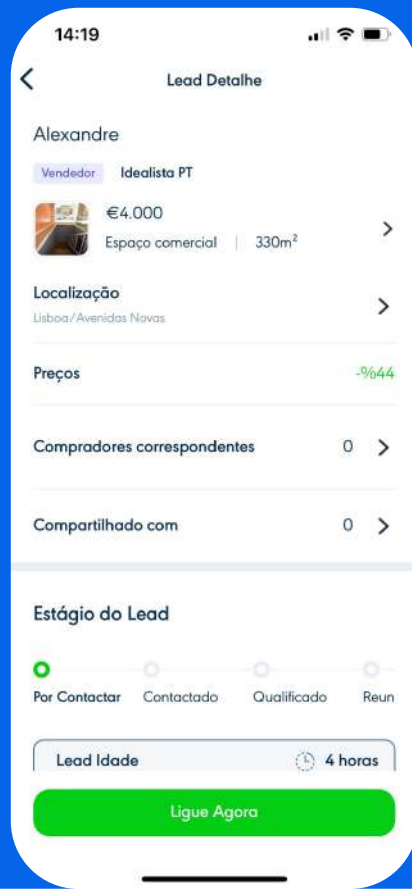 14:19
Lead Detalhe
Alexandre
Vendedor Idealista PT
€4.000
Espaço comercial | 330m²
Localização
Lisboa/Avenidas Novas
Preços -%44
Compradores correspondentes 0
Compartilhado com 0
Estágio do Lead
Por Contactar Contactado Qualificado Reun
Lead Idade 4 horas
Ligue Agora